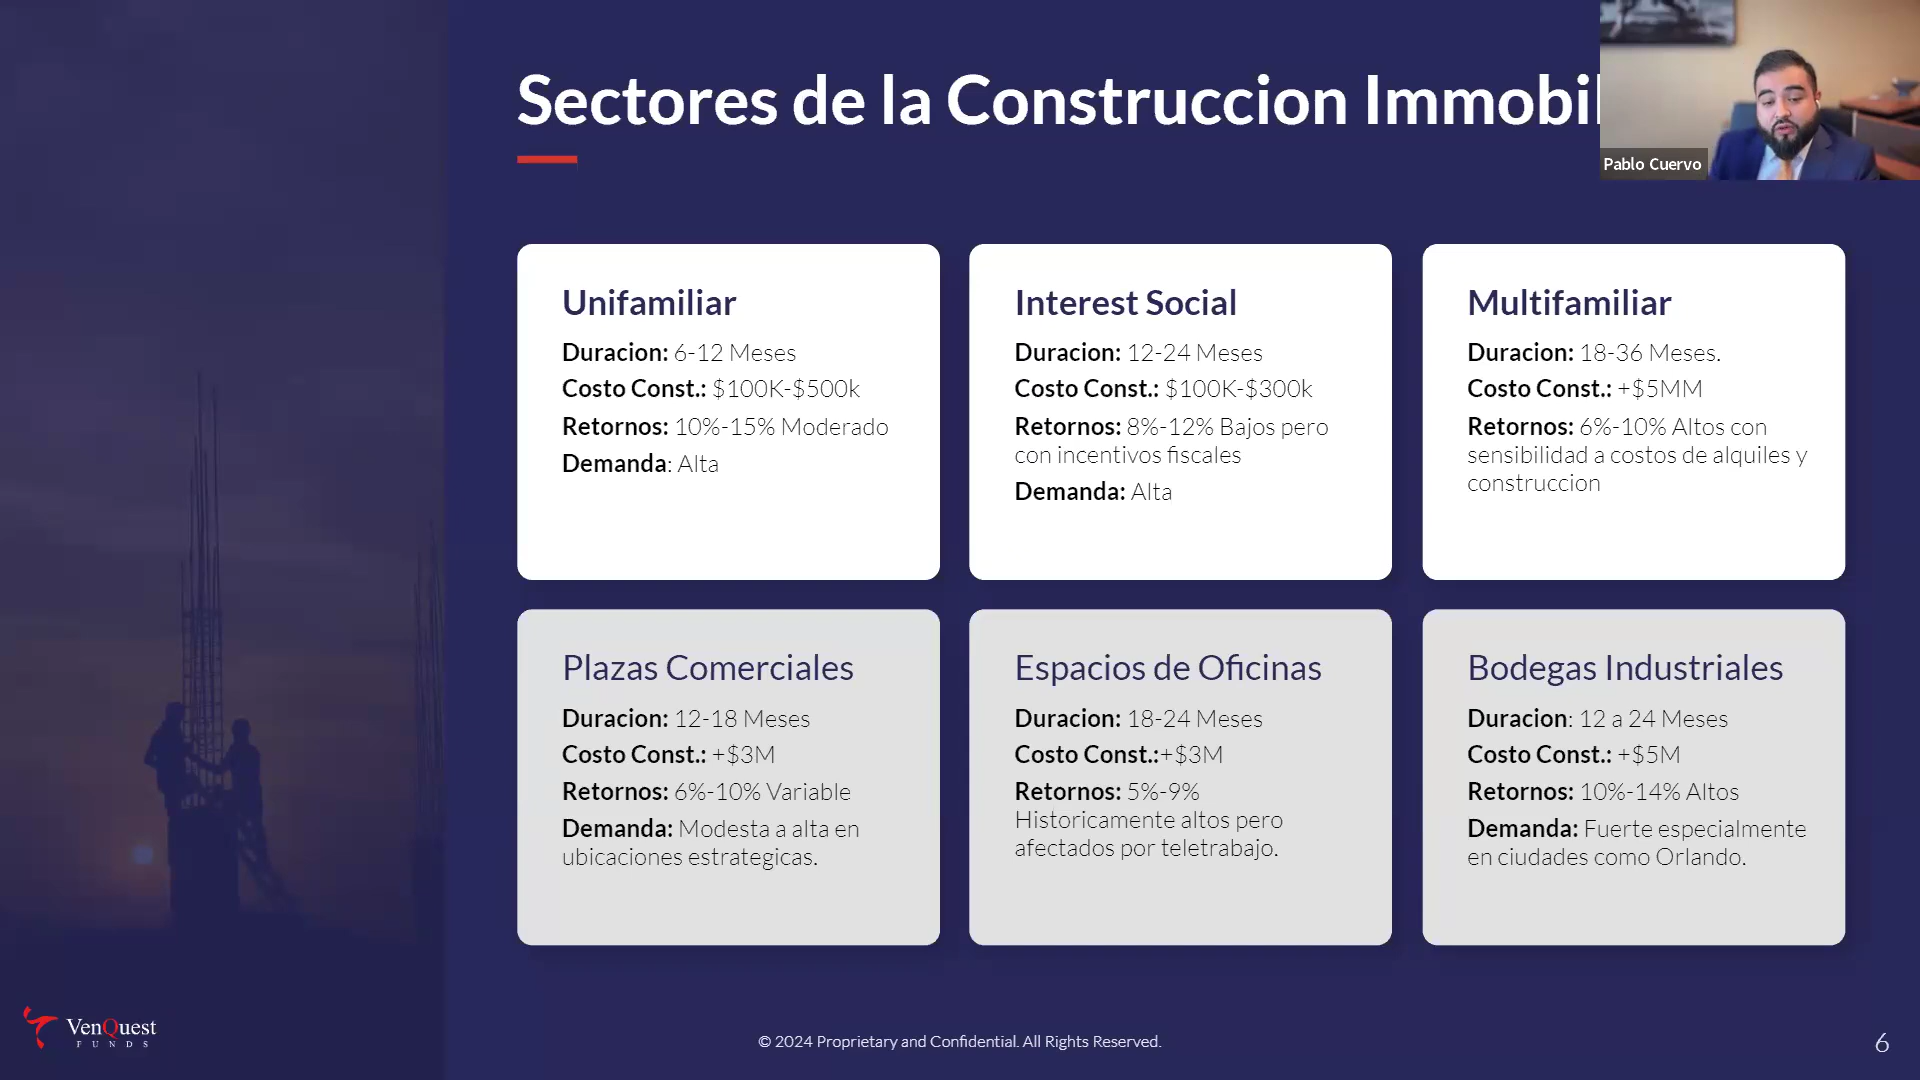 Sectores de la Construccion Immobil
Pablo Cuervo
Unifamiliar
Duracion: 6-12 Meses
Costo Const.: $100K-$500k
Retornos: 10%-15% Moderado
Demanda: Alta
Interest Social
Duracion: 12-24 Meses
Costo Const.: $100K-$300k
Retornos: 8%-12% Bajos pero
con incentivos fiscales
Demanda: Alta
Multifamiliar
Duracion: 18-36 Meses.
Costo Const.: +$5MM
Retornos: 6%-10% Altos con
sensibilidad a costos de alquiles y
construccion
Plazas Comerciales
Duracion: 12-18 Meses
Costo Const.: +$3M
Retornos: 6%-10% Variable
Demanda: Modesta a alta en
ubicaciones estrategicas.
Espacios de Oficinas
Duracion: 18-24 Meses
Costo Const.:+$3M
Retornos: 5%-9%
Historicamente altos pero
afectados por teletrabajo.
Bodegas Industriales
Duracion: 12 a 24 Meses
Costo Const.: +$5M
Retornos: 10%-14% Altos
Demanda: Fuerte especialmente
en ciudades como Orlando.
VenQuest
FUNDS
© 2024 Proprietary and Confidential. All Rights Reserved.
6